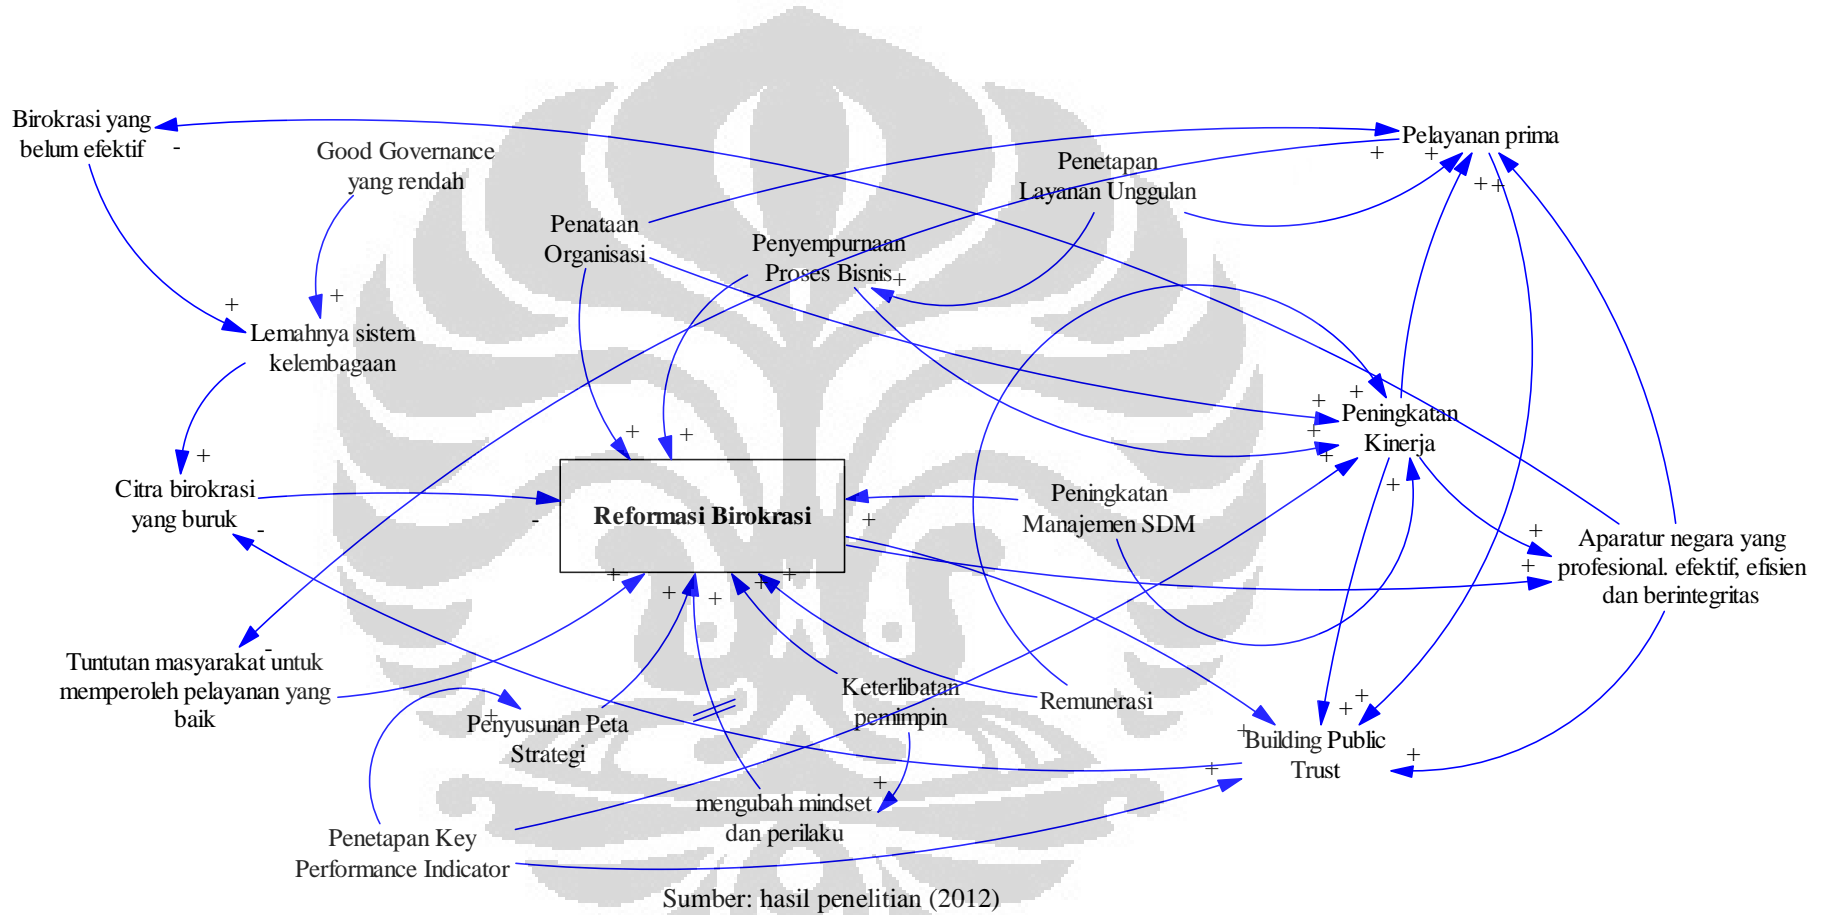 Birokrasi yang
belum efektif
-
Good Governance
yang rendah
Pelayanan prima
+
+
++
Penetapan
Layanan Unggulan
Penataan
Organisasi
Penyempurnaan
Proses Bisnis
+
+
+
Lemahnya sistem
kelembagaan
+
+
+
+
Peningkatan
Kinerja
+
+
+
+
+
Citra birokrasi
yang buruk
-
-
Reformasi Birokrasi
Peningkatan
Manajemen SDM
+
+
+
Aparatur negara yang
profesional. efektif, efisien
dan berintegritas
+
+
+
+
+
-
Tuntutan masyarakat untuk
memperoleh pelayanan yang
baik
+
Penyusunan Peta
Strategi
Keterlibatan
pemimpin
Remunerasi
+
+
+
Building Public
Trust
+
+
+
mengubah mindset
dan perilaku
Penetapan Key
Performance Indicator
Sumber: hasil penelitian (2012)